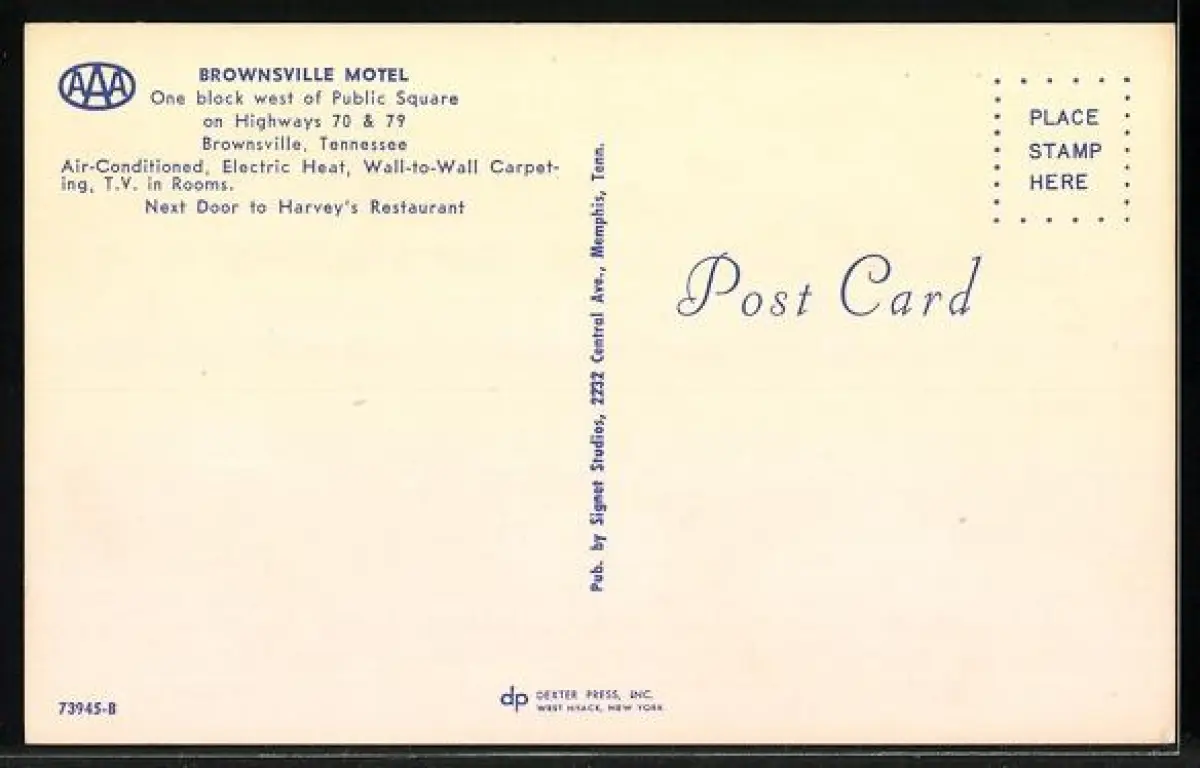 AAA
BROWNSVILLE MOTEL
One block west of Public Square
on Highways 70 & 79
Brownsville, Tennessee
Air-Conditioned, Electric Heat, Wall-to-Wall Carpet-
ing, T.V. in Rooms.
Next Door to Harvey's Restaurant
Pub. by Signet Studios, 2232 Central Ave., Memphis, Tenn.
PLACE
STAMP
HERE
Post Card
73945-B
dp DEXTER PRESS, INC.
WEST NYACK, NEW YORK